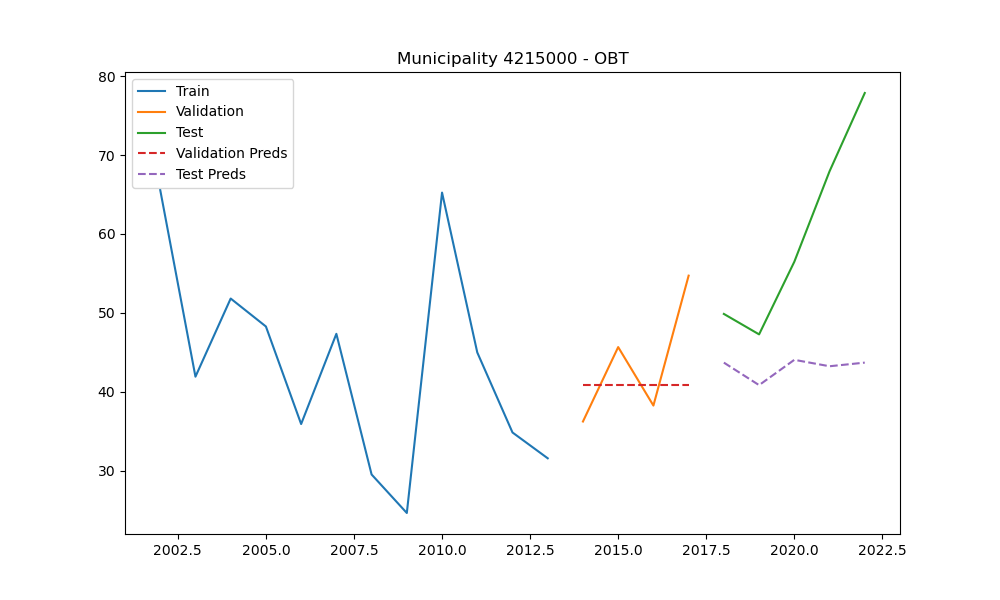 Municipality 4215000 - OBT
80
70
60
50
40
30
Train
Validation
Test
Validation Preds
Test Preds
2002.5 2005.0 2007.5 2010.0 2012.5 2015.0 2017.5 2020.0 2022.5